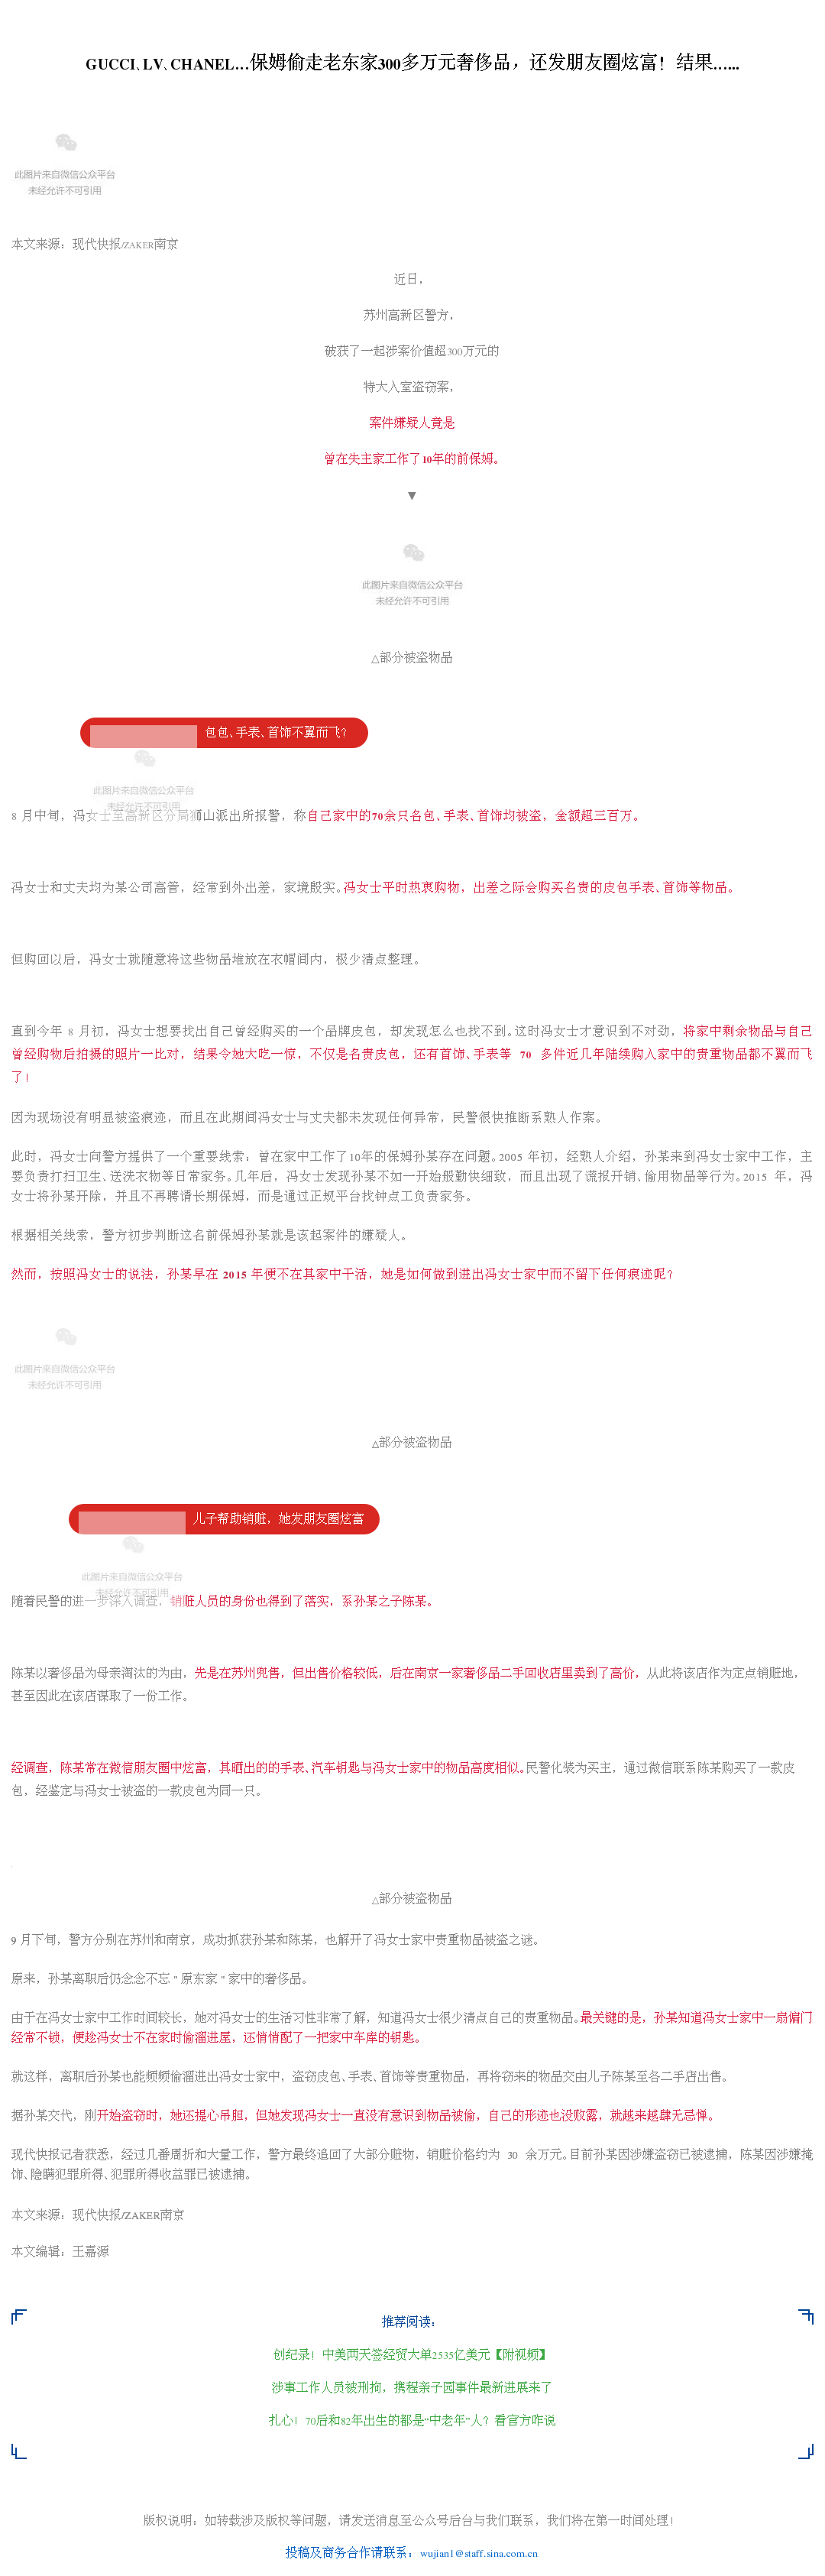 GUCCI、LV、CHANEL…保姆偷走老东家300多万元奢侈品，还发朋友圈炫富！结果…...
此图片来自微信公众平台
未经允许不可引用
本文来源：现代快报/ZAKER南京
近日，
苏州高新区警方，
破获了一起涉案价值超300万元的
特大入室盗窃案，
案件嫌疑人竟是
曾在失主家工作了10年的前保姆。
▼
此图片来自微信公众平台
未经允许不可引用
△部分被盗物品
包包、手表、首饰不翼而飞？
此图片来自微信公众平台
未经允许不可引用
8 月中旬，冯女士至高新区分局狮山派出所报警，称自己家中的70余只名包、手表、首饰均被盗，金额超三百万。
冯女士和丈夫均为某公司高管，经常到外出差，家境殷实。冯女士平时热衷购物，出差之际会购买名贵的皮包手表、首饰等物品。
但购回以后，冯女士就随意将这些物品堆放在衣帽间内，极少清点整理。
直到今年 8 月初，冯女士想要找出自己曾经购买的一个品牌皮包，却发现怎么也找不到。这时冯女士才意识到不对劲，将家中剩余物品与自己
曾经购物后拍摄的照片一比对，结果令她大吃一惊，不仅是名贵皮包，还有首饰、手表等 70 多件近几年陆续购入家中的贵重物品都不翼而飞
了！
因为现场没有明显被盗痕迹，而且在此期间冯女士与丈夫都未发现任何异常，民警很快推断系熟人作案。
此时，冯女士向警方提供了一个重要线索：曾在家中工作了10年的保姆孙某存在问题。2005 年初，经熟人介绍，孙某来到冯女士家中工作，主
要负责打扫卫生、送洗衣物等日常家务。几年后，冯女士发现孙某不如一开始般勤快细致，而且出现了谎报开销、偷用物品等行为。2015 年，冯
女士将孙某开除，并且不再聘请长期保姆，而是通过正规平台找钟点工负责家务。
根据相关线索，警方初步判断这名前保姆孙某就是该起案件的嫌疑人。
然而，按照冯女士的说法，孙某早在 2015 年便不在其家中干活，她是如何做到进出冯女士家中而不留下任何痕迹呢？
此图片来自微信公众平台
未经允许不可引用
△部分被盗物品
儿子帮助销赃，她发朋友圈炫富
此图片来自微信公众平台
未经允许不可引用
随着民警的进一步深入调查，销赃人员的身份也得到了落实，系孙某之子陈某。
陈某以奢侈品为母亲淘汰的为由，先是在苏州兜售，但出售价格较低，后在南京一家奢侈品二手回收店里卖到了高价，从此将该店作为定点销赃地，
甚至因此在该店谋取了一份工作。
经调查，陈某常在微信朋友圈中炫富，其晒出的的手表、汽车钥匙与冯女士家中的物品高度相似。民警化装为买主，通过微信联系陈某购买了一款皮
包，经鉴定与冯女士被盗的一款皮包为同一只。
△部分被盗物品
9 月下旬，警方分别在苏州和南京，成功抓获孙某和陈某，也解开了冯女士家中贵重物品被盗之谜。
原来，孙某离职后仍念念不忘 " 原东家 " 家中的奢侈品。
由于在冯女士家中工作时间较长，她对冯女士的生活习性非常了解，知道冯女士很少清点自己的贵重物品。最关键的是，孙某知道冯女士家中一扇偏门
经常不锁，便趁冯女士不在家时偷溜进屋，还悄悄配了一把家中车库的钥匙。
就这样，离职后孙某也能频频偷溜进出冯女士家中，盗窃皮包、手表、首饰等贵重物品，再将窃来的物品交由儿子陈某至各二手店出售。
据孙某交代，刚开始盗窃时，她还提心吊胆，但她发现冯女士一直没有意识到物品被偷，自己的形迹也没败露，就越来越肆无忌惮。
现代快报记者获悉，经过几番周折和大量工作，警方最终追回了大部分赃物，销赃价格约为 30 余万元。目前孙某因涉嫌盗窃已被逮捕，陈某因涉嫌掩
饰、隐瞒犯罪所得、犯罪所得收益罪已被逮捕。
本文来源：现代快报/ZAKER南京
本文编辑：王嘉源
推荐阅读：
创纪录！中美两天签经贸大单2535亿美元【附视频】
涉事工作人员被刑拘，携程亲子园事件最新进展来了
扎心！70后和82年出生的都是“中老年”人？看官方咋说
版权说明：如转载涉及版权等问题，请发送消息至公众号后台与我们联系，我们将在第一时间处理！
投稿及商务合作请联系：wujian1@staff.sina.com.cn